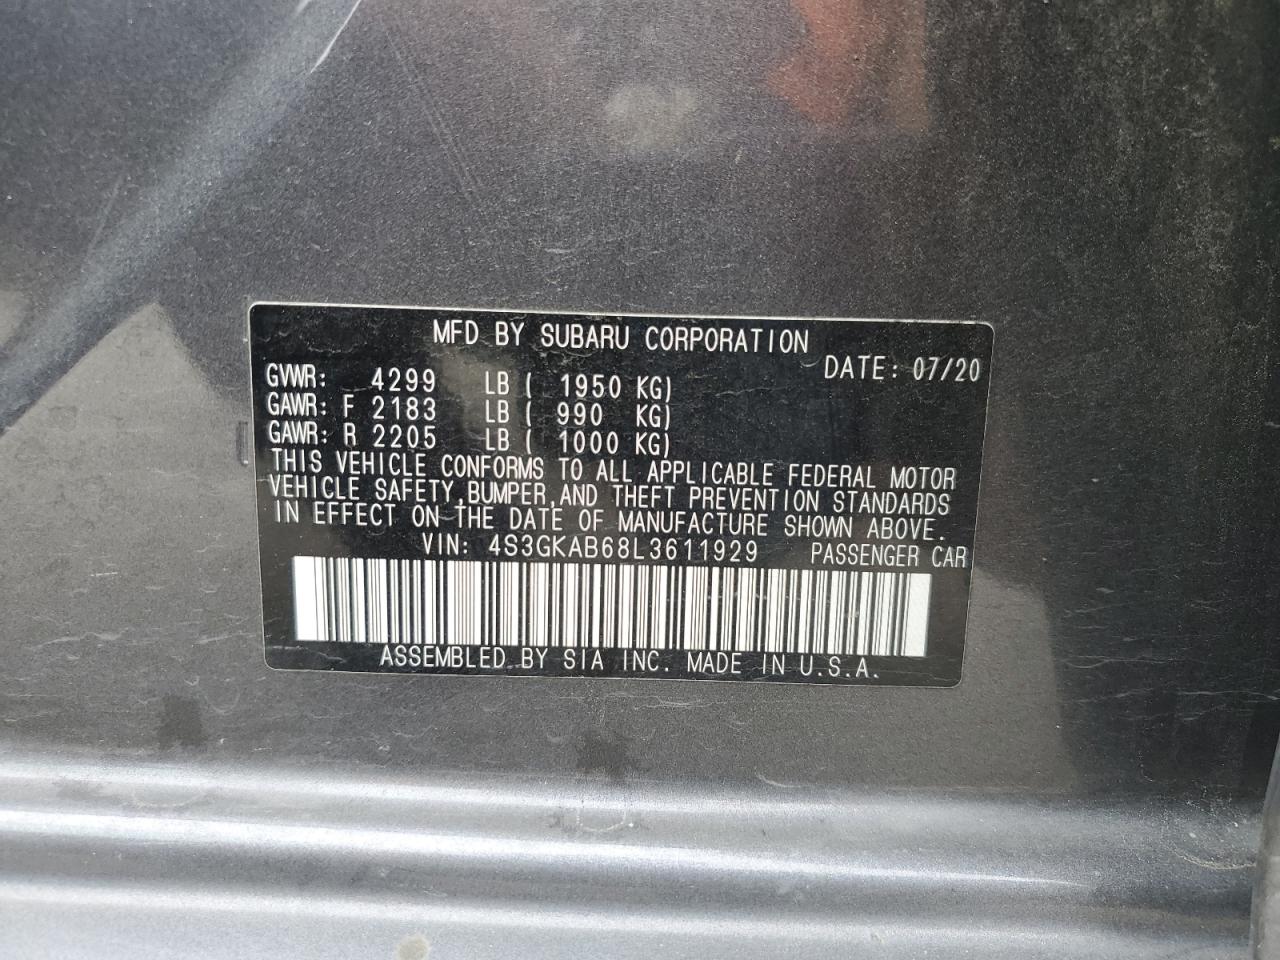 MFD BY SUBARU CORPORATION
DATE: 07/20
GVWR: 4299 LB ( 1950 KG)
GAWR: F 2183 LB ( 990 KG)
GAWR: R 2205 LB ( 1000 KG)
THIS VEHICLE CONFORMS TO ALL APPLICABLE FEDERAL MOTOR
VEHICLE SAFETY,BUMPER,AND THEFT PREVENTION STANDARDS
IN EFFECT ON THE DATE OF MANUFACTURE SHOWN ABOVE.
VIN: 4S3GKAB68L3611929 PASSENGER CAR
ASSEMBLED BY SIA INC. MADE IN U.S.A.